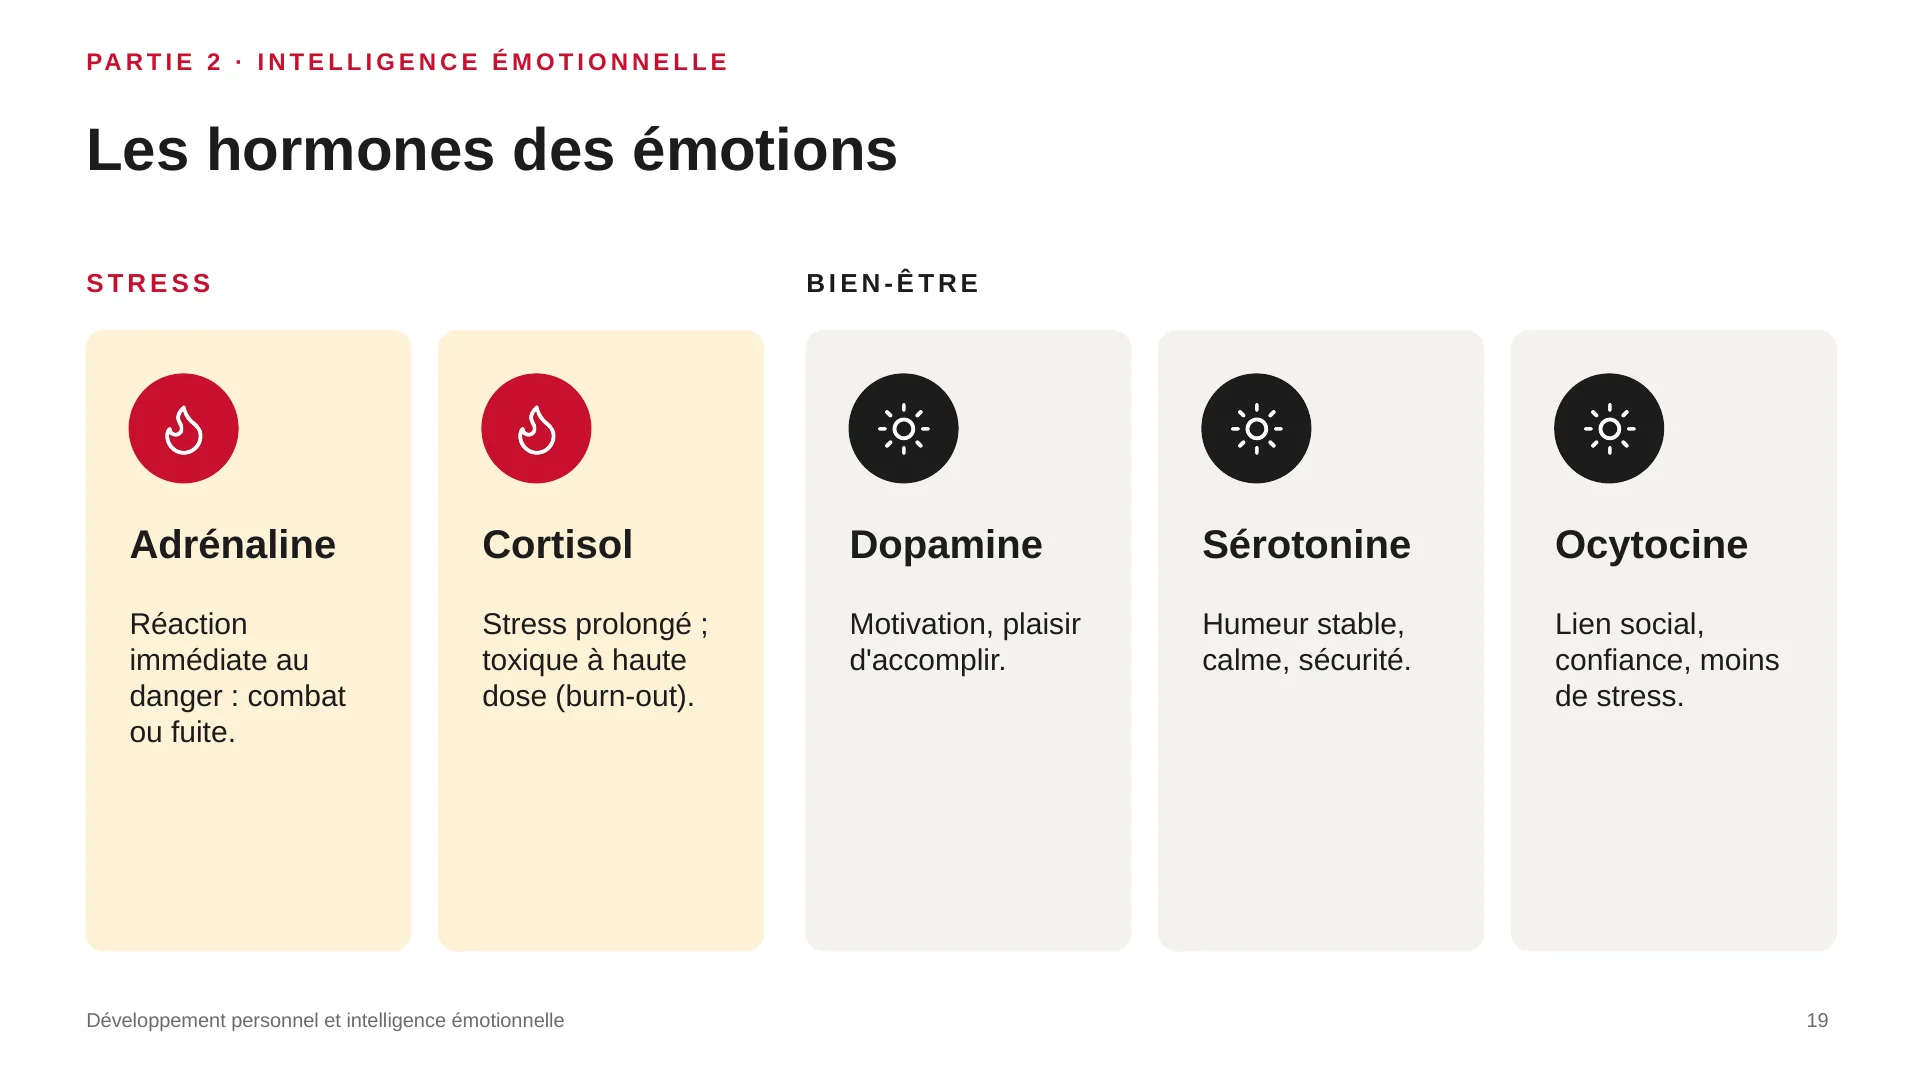 PARTIE 2 · INTELLIGENCE ÉMOTIONNELLE
Les hormones des émotions
STRESS
BIEN-ÊTRE
Adrénaline
Réaction
immédiate au
danger : combat
ou fuite.
Cortisol
Stress prolongé ;
toxique à haute
dose (burn-out).
Dopamine
Motivation, plaisir
d'accomplir.
Sérotonine
Humeur stable,
calme, sécurité.
Ocytocine
Lien social,
confiance, moins
de stress.
Développement personnel et intelligence émotionnelle
19